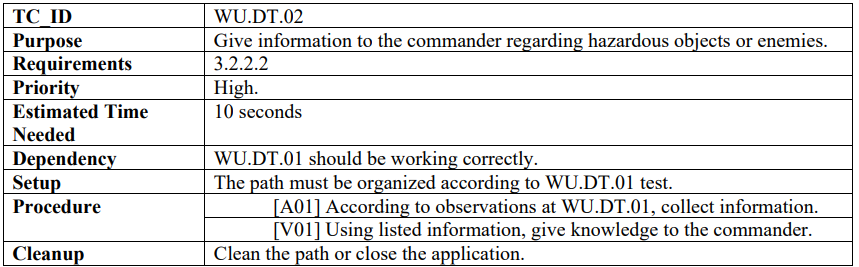 TC_ID WU.DT.02
Purpose Give information to the commander regarding hazardous objects or enemies.
Requirements 3.2.2.2
Priority High.
Estimated Time 10 seconds
Needed
Dependency WU.DT.01 should be working correctly.
Setup The path must be organized according to WU.DT.01 test.
Procedure [A01] According to observations at WU.DT.01, collect information.
[V01] Using listed information, give knowledge to the commander.
Cleanup Clean the path or close the application.